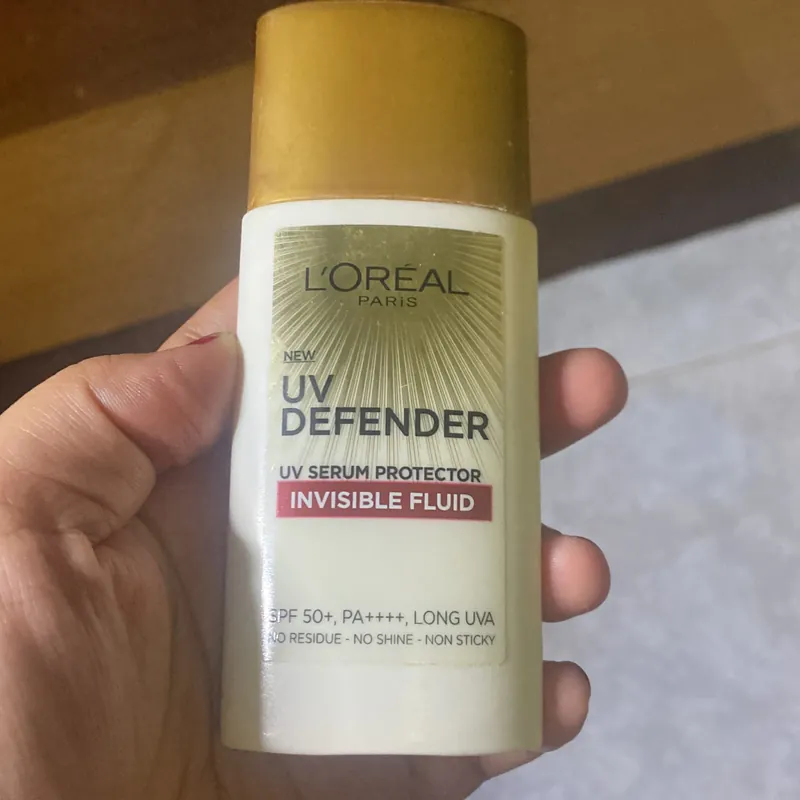 L'ORÉAL
PARIS
NEW
UV
DEFENDER
UV SERUM PROTECTOR
INVISIBLE FLUID
SPF 50+, PA++++, LONG UVA
NO RESIDUE - NO SHINE - NON STICKY